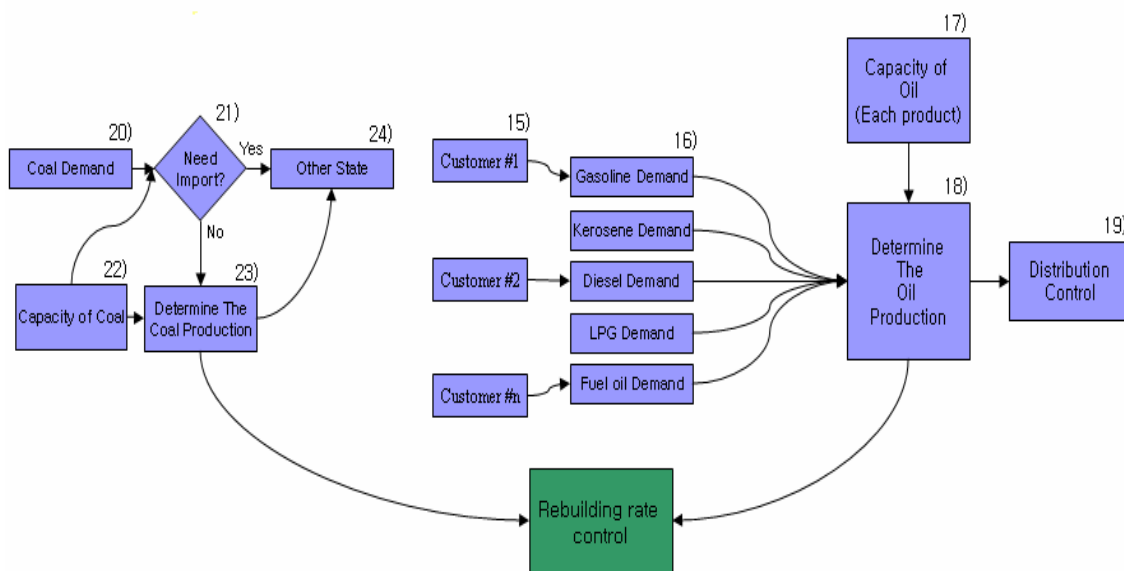 20)
Coal Demand
21)
Need
Import?
Yes
No
24)
Other State
22)
Capacity of Coal
23)
Determine The
Coal Production
15)
Customer #1
Customer #2
Customer #n
16)
Gasoline Demand
Kerosene Demand
Diesel Demand
LPG Demand
Fuel oil Demand
17)
Capacity of
Oil
(Each product)
18)
Determine
The
Oil
Production
19)
Distribution
Control
Rebuilding rate
control